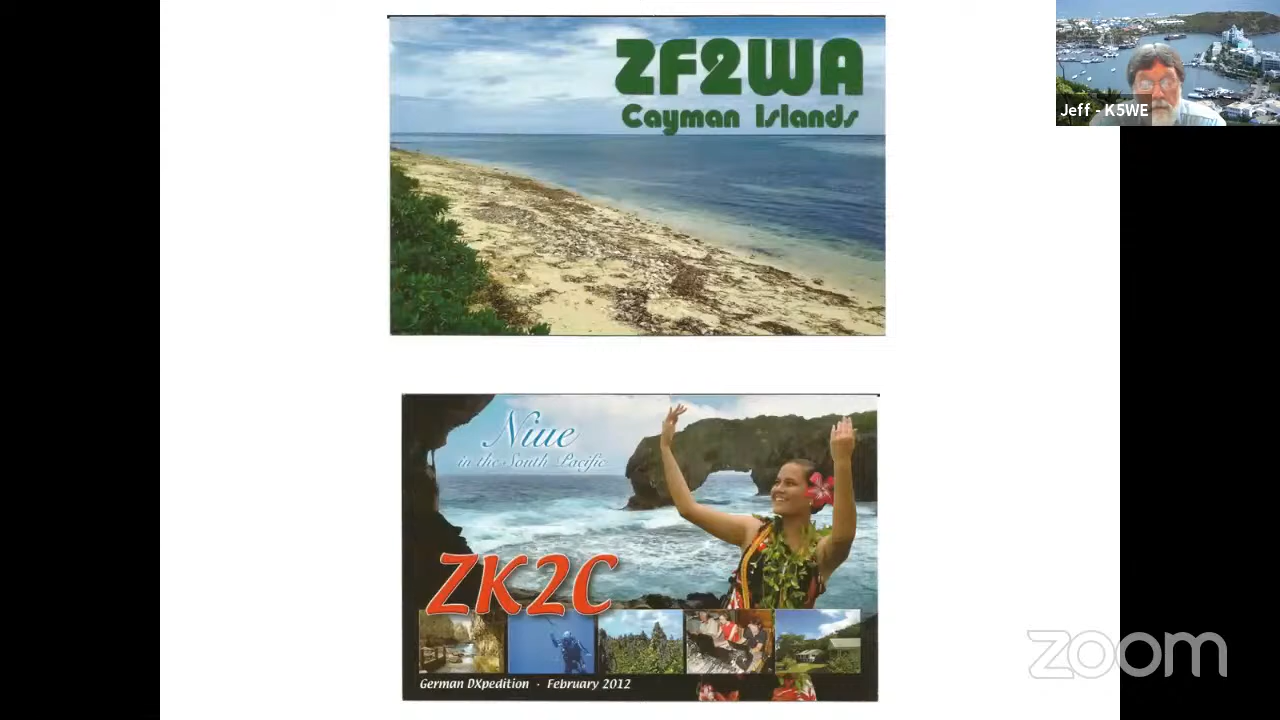 ZF2WA
Cayman Islands
Jeff - K5WE
Niue
in the South Pacific
ZK2C
German DXpedition · February 2012
zoom